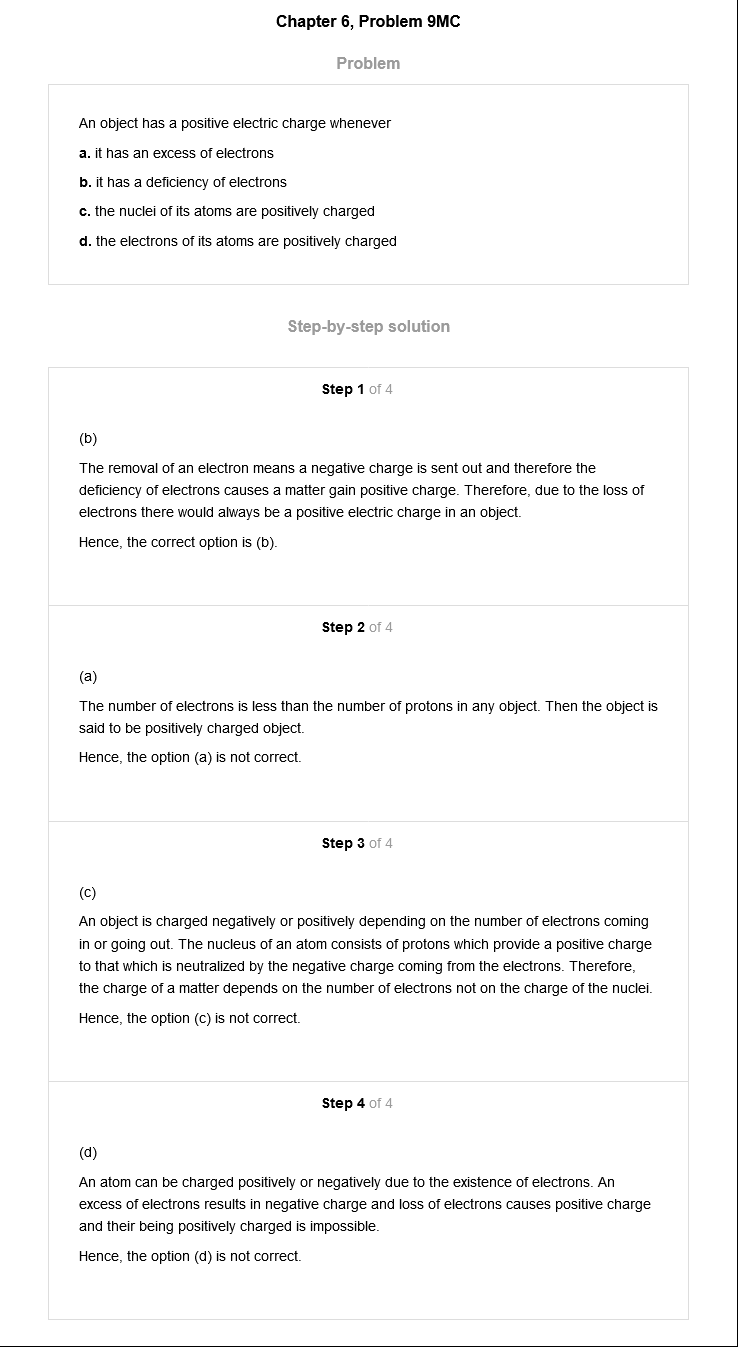 Chapter 6, Problem 9MC
Problem
An object has a positive electric charge whenever
a. it has an excess of electrons
b. it has a deficiency of electrons
c. the nuclei of its atoms are positively charged
d. the electrons of its atoms are positively charged
Step-by-step solution
Step 1 of 4
(b)
The removal of an electron means a negative charge is sent out and therefore the
deficiency of electrons causes a matter gain positive charge. Therefore, due to the loss of
electrons there would always be a positive electric charge in an object.
Hence, the correct option is (b).
Step 2 of 4
(a)
The number of electrons is less than the number of protons in any object. Then the object is
said to be positively charged object.
Hence, the option (a) is not correct.
Step 3 of 4
(c)
An object is charged negatively or positively depending on the number of electrons coming
in or going out. The nucleus of an atom consists of protons which provide a positive charge
to that which is neutralized by the negative charge coming from the electrons. Therefore,
the charge of a matter depends on the number of electrons not on the charge of the nuclei.
Hence, the option (c) is not correct.
Step 4 of 4
(d)
An atom can be charged positively or negatively due to the existence of electrons. An
excess of electrons results in negative charge and loss of electrons causes positive charge
and their being positively charged is impossible.
Hence, the option (d) is not correct.